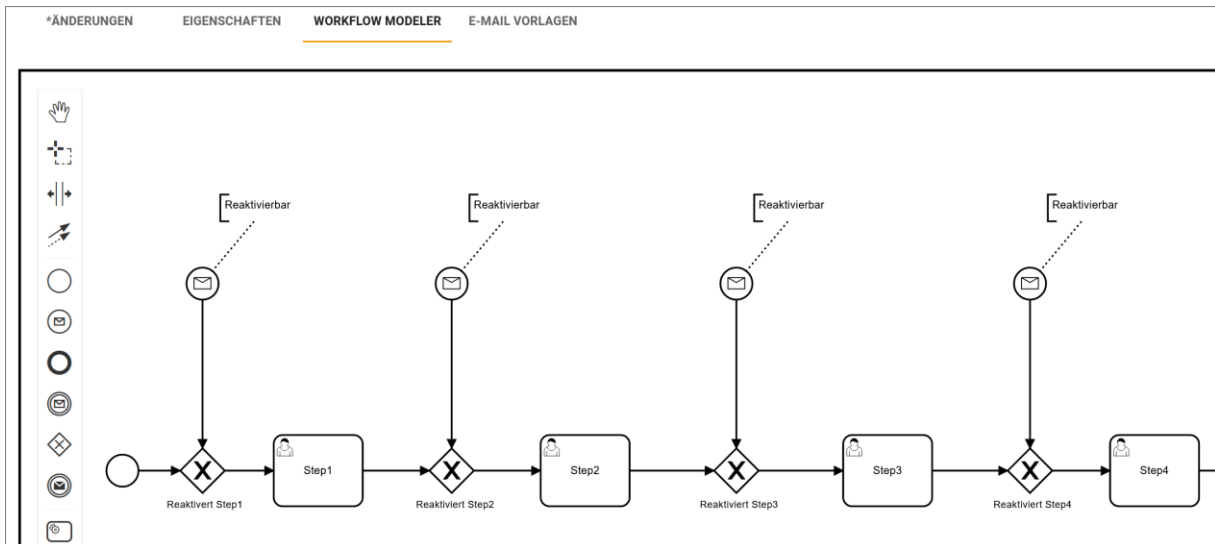 *ÄNDERUNGEN EIGENSCHAFTEN WORKFLOW MODELER E-MAIL VORLAGEN
Reaktivierbar Reaktivierbar Reaktivierbar Reaktivierbar
Step1 Step2 Step3 Step4
Reaktiviert Step1 Reaktiviert Step2 Reaktiviert Step3 Reaktiviert Step4